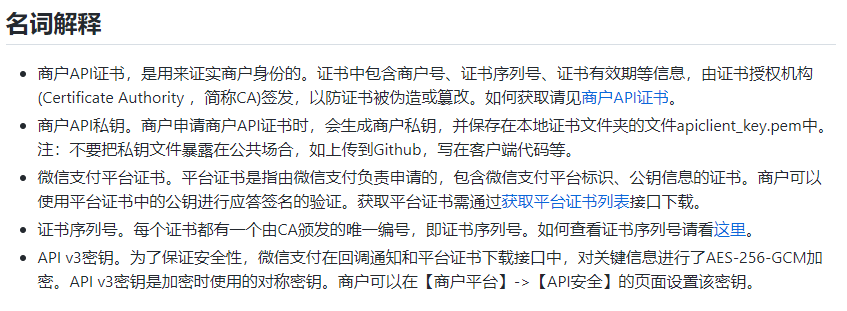 名词解释
商户API证书，是用来证实商户身份的。证书中包含商户号、证书序列号、证书有效期等信息，由证书授权机构
(Certificate Authority ，简称CA)签发，以防证书被伪造或篡改。如何获取请见商户API证书。
商户API私钥。商户申请商户API证书时，会生成商户私钥，并保存在本地证书文件夹的文件apiclient_key.pem中。
注：不要把私钥文件暴露在公共场合，如上传到Github，写在客户端代码等。
微信支付平台证书。平台证书是指由微信支付负责申请的，包含微信支付平台标识、公钥信息的证书。商户可以
使用平台证书中的公钥进行应答签名的验证。获取平台证书需通过获取平台证书列表接口下载。
证书序列号。每个证书都有一个由CA颁发的唯一编号，即证书序列号。如何查看证书序列号请看这里。
API v3密钥。为了保证安全性，微信支付在回调通知和平台证书下载接口中，对关键信息进行了AES-256-GCM加
密。API v3密钥是加密时使用的对称密钥。商户可以在【商户平台】->【API安全】的页面设置该密钥。